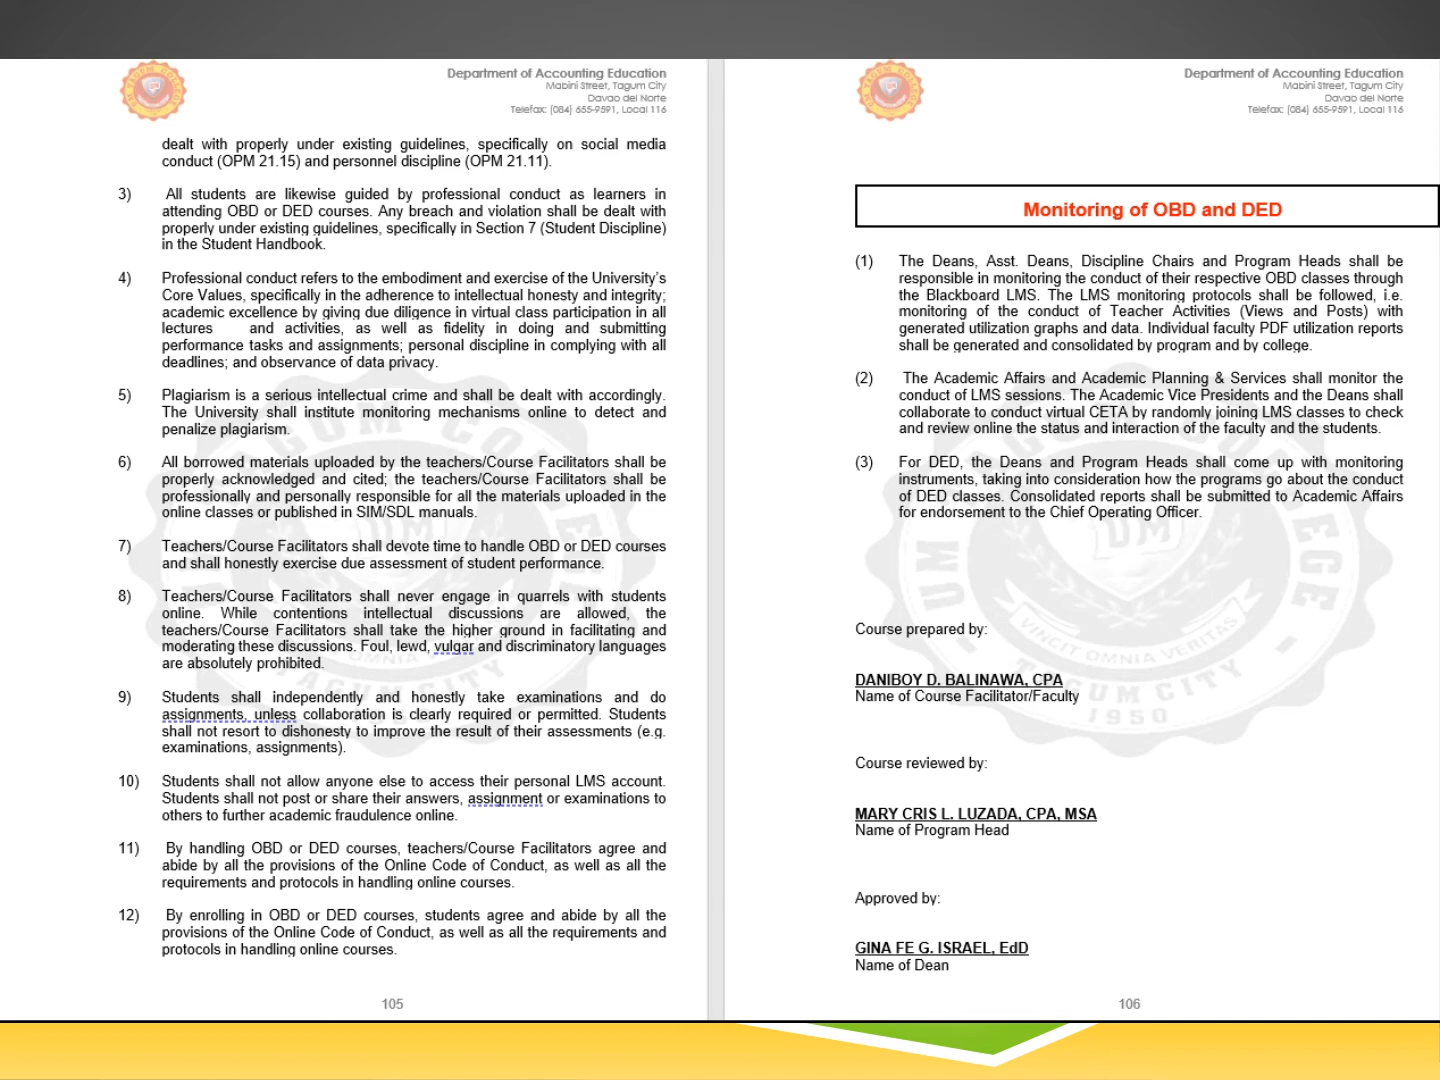 Department of Accounting Education
Mabini Street, Tagum City
Davao del Norte
Telefax: (084) 655-9591, Local 116
dealt with properly under existing guidelines, specifically on social media
conduct (OPM 21.15) and personnel discipline (OPM 21.11).
3) All students are likewise guided by professional conduct as learners in
attending OBD or DED courses. Any breach and violation shall be dealt with
properly under existing guidelines, specifically in Section 7 (Student Discipline)
in the Student Handbook.
4) Professional conduct refers to the embodiment and exercise of the University's
Core Values, specifically in the adherence to intellectual honesty and integrity;
academic excellence by giving due diligence in virtual class participation in all
lectures and activities, as well as fidelity in doing and submitting
performance tasks and assignments; personal discipline in complying with all
deadlines; and observance of data privacy.
5) Plagiarism is a serious intellectual crime and shall be dealt with accordingly.
The University shall institute monitoring mechanisms online to detect and
penalize plagiarism.
6) All borrowed materials uploaded by the teachers/Course Facilitators shall be
properly acknowledged and cited; the teachers/Course Facilitators shall be
professionally and personally responsible for all the materials uploaded in the
online classes or published in SIM/SDL manuals.
7) Teachers/Course Facilitators shall devote time to handle OBD or DED courses
and shall honestly exercise due assessment of student performance.
8) Teachers/Course Facilitators shall never engage in quarrels with students
online. While contentions intellectual discussions are allowed, the
teachers/Course Facilitators shall take the higher ground in facilitating and
moderating these discussions. Foul, lewd, vulgar and discriminatory languages
are absolutely prohibited.
9) Students shall independently and honestly take examinations and do
assignments, unless collaboration is clearly required or permitted. Students
shall not resort to dishonesty to improve the result of their assessments (e.g.
examinations, assignments).
10) Students shall not allow anyone else to access their personal LMS account.
Students shall not post or share their answers, assignment or examinations to
others to further academic fraudulence online.
11) By handling OBD or DED courses, teachers/Course Facilitators agree and
abide by all the provisions of the Online Code of Conduct, as well as all the
requirements and protocols in handling online courses.
12) By enrolling in OBD or DED courses, students agree and abide by all the
provisions of the Online Code of Conduct, as well as all the requirements and
protocols in handling online courses.
105
Department of Accounting Education
Mabini Street, Tagum City
Davao del Norte
Telefax: (084) 655-9591, Local 116
Monitoring of OBD and DED
(1) The Deans, Asst. Deans, Discipline Chairs and Program Heads shall be
responsible in monitoring the conduct of their respective OBD classes through
the Blackboard LMS. The LMS monitoring protocols shall be followed, i.e.
monitoring of the conduct of Teacher Activities (Views and Posts) with
generated utilization graphs and data. Individual faculty PDF utilization reports
shall be generated and consolidated by program and by college.
(2) The Academic Affairs and Academic Planning & Services shall monitor the
conduct of LMS sessions. The Academic Vice Presidents and the Deans shall
collaborate to conduct virtual CETA by randomly joining LMS classes to check
and review online the status and interaction of the faculty and the students.
(3) For DED, the Deans and Program Heads shall come up with monitoring
instruments, taking into consideration how the programs go about the conduct
of DED classes. Consolidated reports shall be submitted to Academic Affairs
for endorsement to the Chief Operating Officer.
Course prepared by:
DANIBOY D. BALINAWA, CPA
Name of Course Facilitator/Faculty
Course reviewed by:
MARY CRIS L. LUZADA, CPA, MSA
Name of Program Head
Approved by:
GINA FE G. ISRAEL, EdD
Name of Dean
106